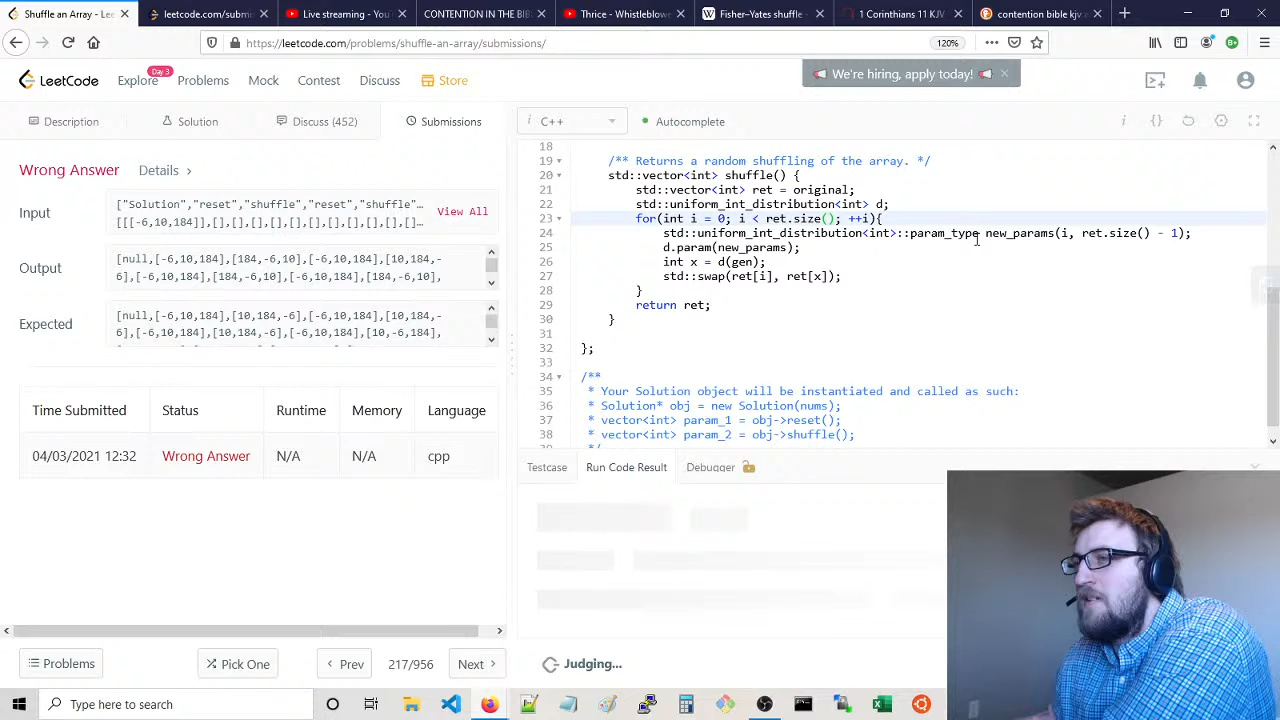 Shuffle an Array - Le
leetcode.com/subm
Live streaming - You
CONTENTION IN THE BIB
Thrice - Whistleblowe
Fisher–Yates shuffle -
1 Corinthians 11 KJV
contention bible kjv
https://leetcode.com/problems/shuffle-an-array/submissions/
120%
LeetCode
Explore
Day 3
Problems
Mock
Contest
Discuss
Store
We're hiring, apply today!
Description
Solution
Discuss (452)
Submissions
C++
Autocomplete
Wrong Answer
Details
Input
["Solution","reset","shuffle","reset","shuffle"…
[[[-6,10,184]],[],[],[],[],[],[],[],[],[],[],[]…
View All
Output
[null,[-6,10,184],[184,-6,10],[-6,10,184],[10,184,-
6],[-6,10,184],[184,-6,10],[-6,10,184],[184,-6,10],
Expected
[null,[-6,10,184],[10,184,-6],[-6,10,184],[10,184,-
6],[-6,10,184],[10,184,-6],[-6,10,184],[10,-6,184],
Time Submitted
Status
Runtime
Memory
Language
04/03/2021 12:32
Wrong Answer
N/A
N/A
cpp
18
19 /** Returns a random shuffling of the array. */
20 std::vector<int> shuffle() {
21 std::vector<int> ret = original;
22 std::uniform_int_distribution<int> d;
23 for(int i = 0; i < ret.size(); ++i){
24 std::uniform_int_distribution<int>::param_type new_params(i, ret.size() - 1);
25 d.param(new_params);
26 int x = d(gen);
27 std::swap(ret[i], ret[x]);
28 }
29 return ret;
30 }
31
32 };
33
34 /**
35 * Your Solution object will be instantiated and called as such:
36 * Solution* obj = new Solution(nums);
37 * vector<int> param_1 = obj->reset();
38 * vector<int> param_2 = obj->shuffle();
Testcase
Run Code Result
Debugger
Judging...
Problems
Pick One
Prev
217/956
Next
Type here to search